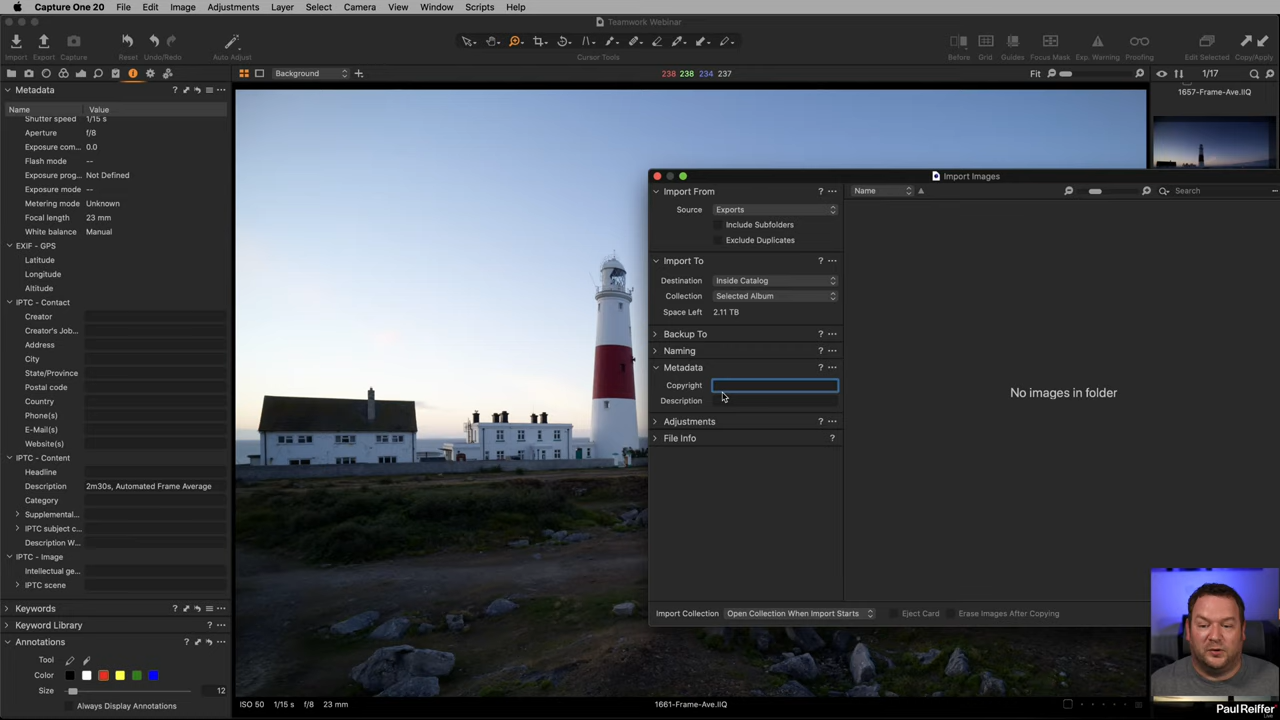 Capture One 20 File Edit Image Adjustments Layer Select Camera View Window Scripts Help
Teamwork Webinar
Import Export Capture Reset Undo/Redo Auto Adjust Cursor Tools Before Grid Guides Focus Mask Exp. Warning Proofing Edit Selected Copy/Apply
Background 238 238 234 237 Fit 1/17
Metadata ?
Name Value
Shutter speed 1/15 s
Aperture f/8
Exposure com... 0.0
Flash mode --
Exposure prog... Not Defined
Exposure mode --
Metering mode Unknown
Focal length 23 mm
White balance Manual
EXIF - GPS
Latitude
Longitude
Altitude
IPTC - Contact
Creator
Creator's Job...
Address
City
State/Province
Postal code
Country
Phone(s)
E-Mail(s)
Website(s)
IPTC - Content
Headline
Description 2m30s, Automated Frame Average
Category
Supplemental...
IPTC subject c...
Description W...
IPTC - Image
Intellectual ge...
IPTC scene
Keywords ?
Keyword Library ?
Annotations ?
Tool
Color
Size 12
Always Display Annotations
1657-Frame-Ave.IIQ
Import Images
Import From ?
Source Exports
Include Subfolders
Exclude Duplicates
Import To ?
Destination Inside Catalog
Collection Selected Album
Space Left 2.11 TB
Backup To ?
Naming ?
Metadata ?
Copyright
Description
Adjustments ?
File Info ?
Name Search
No images in folder
Import Collection Open Collection When Import Starts Eject Card Erase Images After Copying
ISO 50 1/15 s f/8 23 mm 1661-Frame-Ave.IIQ
Paul Reiffer
Live